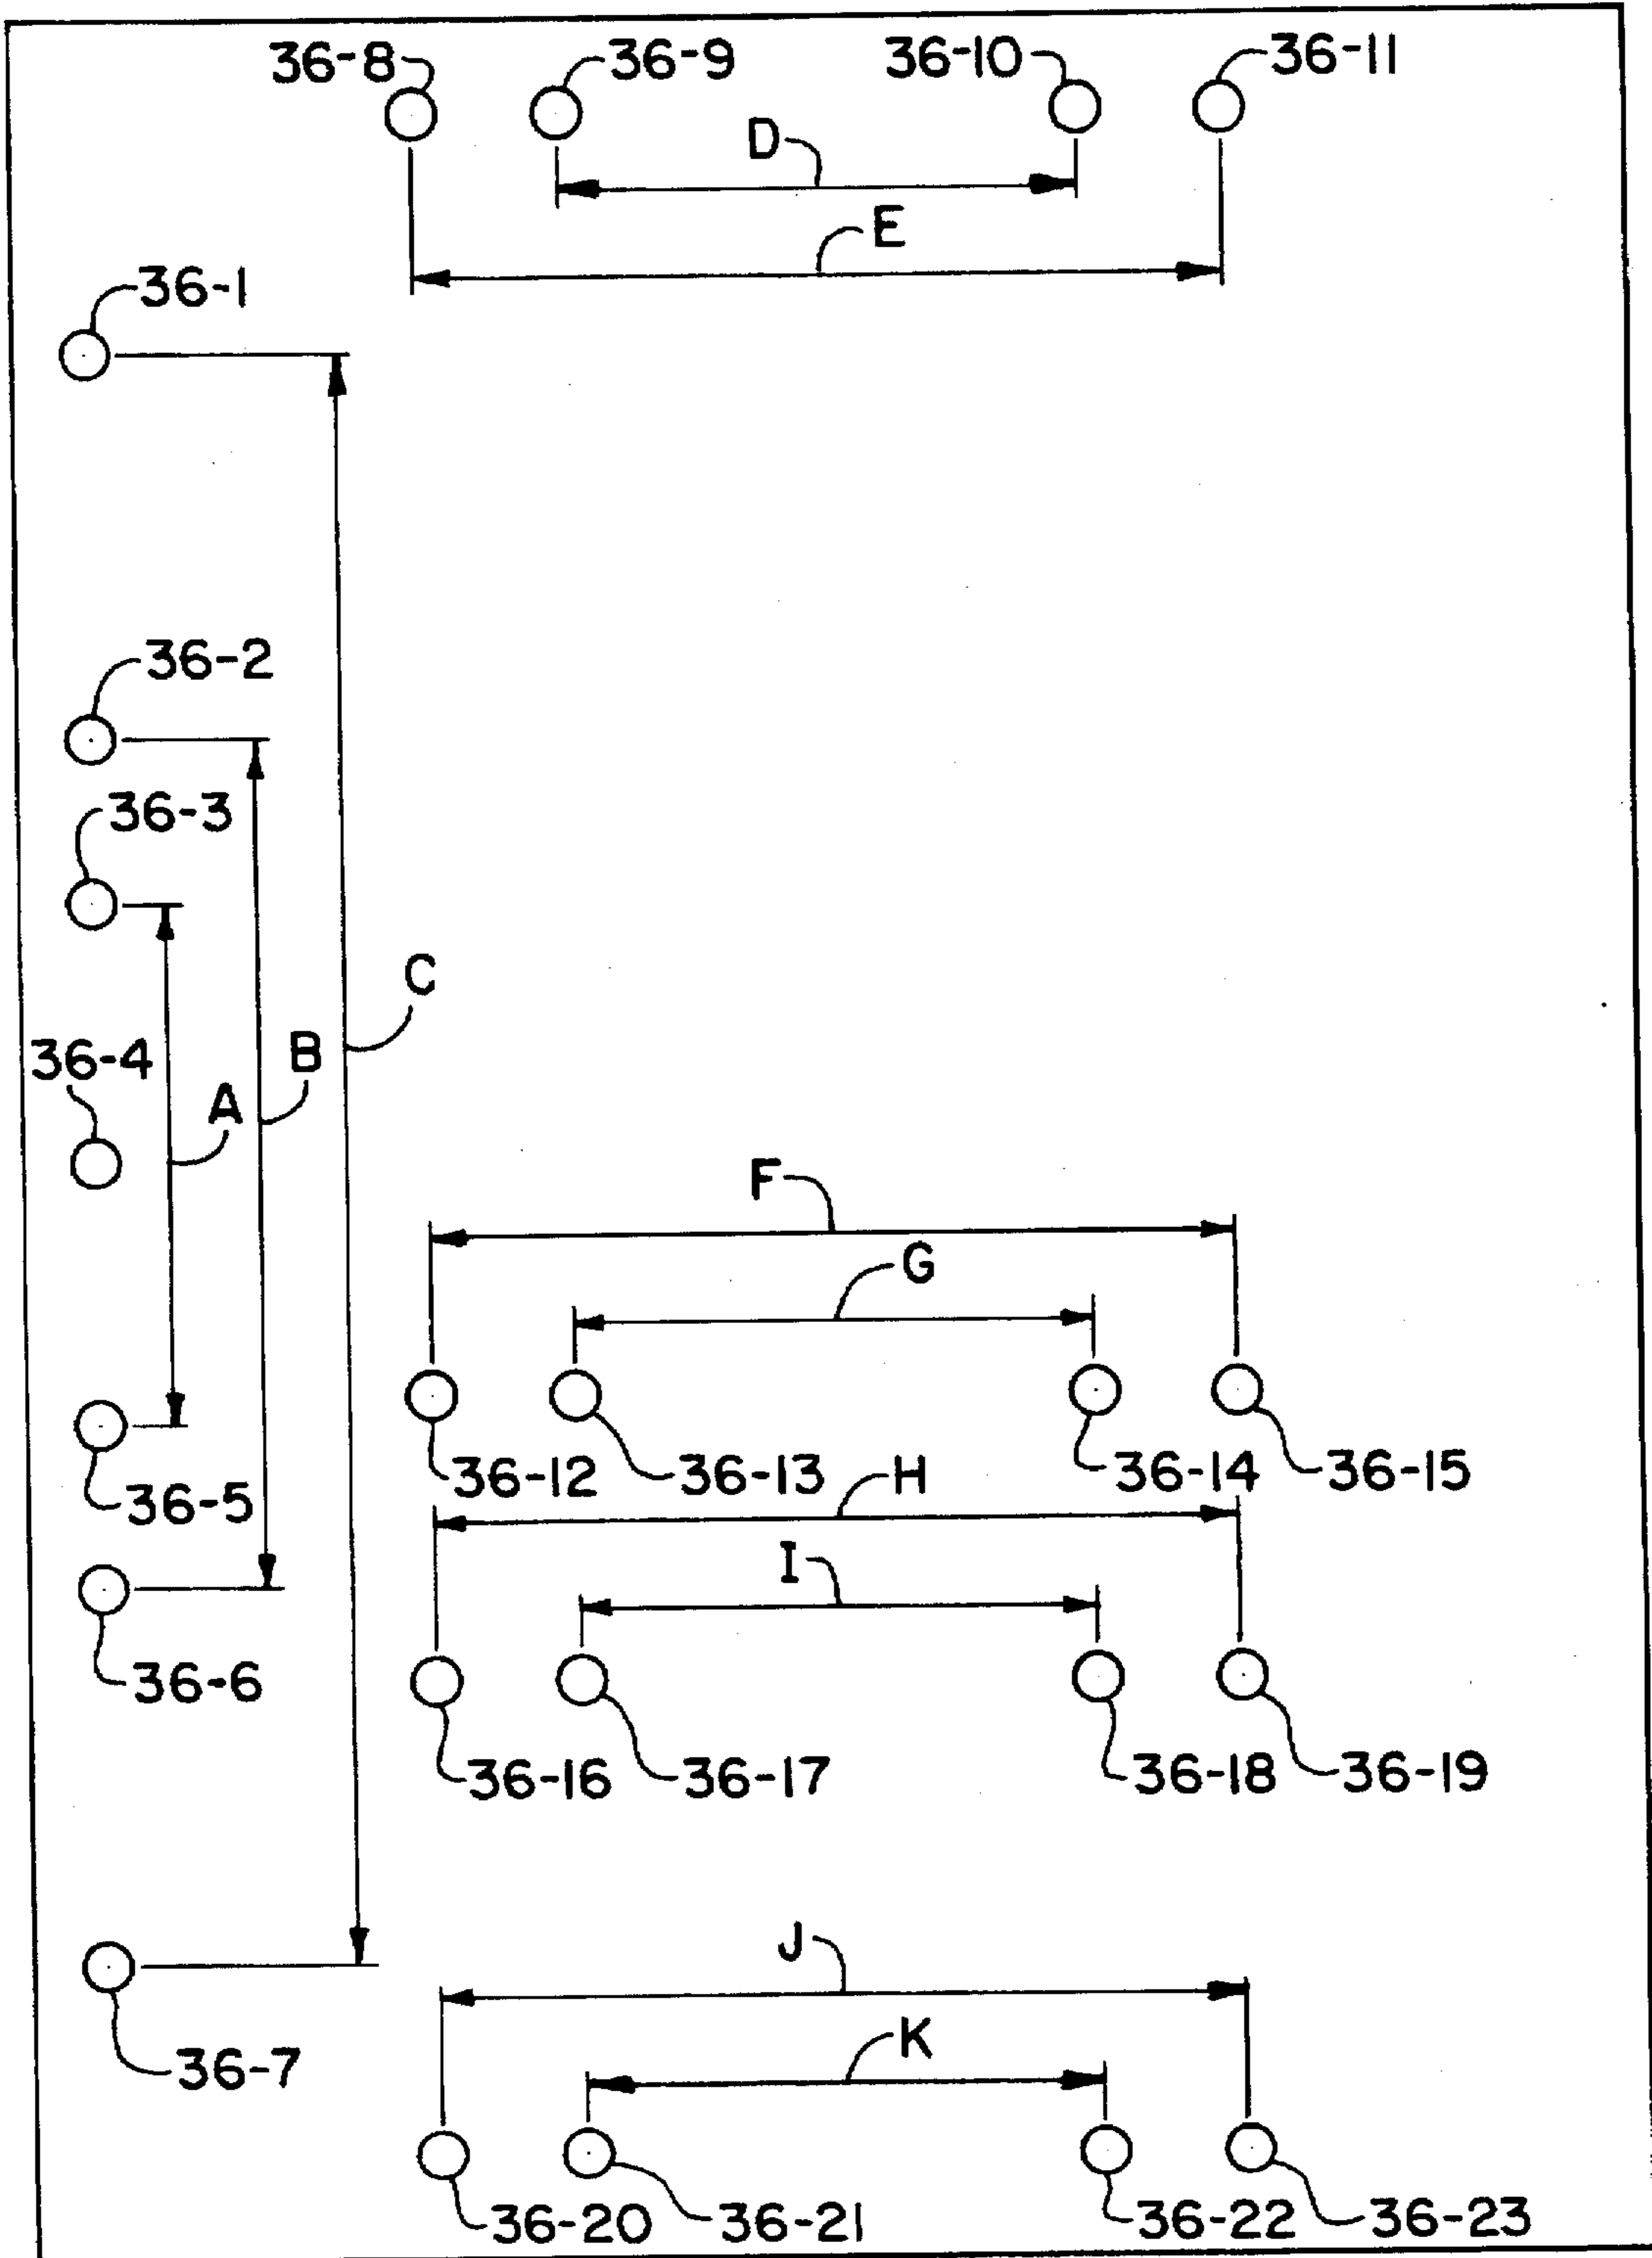 36-8 36-9 36-10 36-11
D
E
36-1
36-2
36-3
C
36-4 B
A
F
G
36-12 36-13 H 36-14 36-15
36-5
I
36-6
36-16 36-17 36-18 36-19
J
K
36-7
36-20 36-21 36-22 36-23